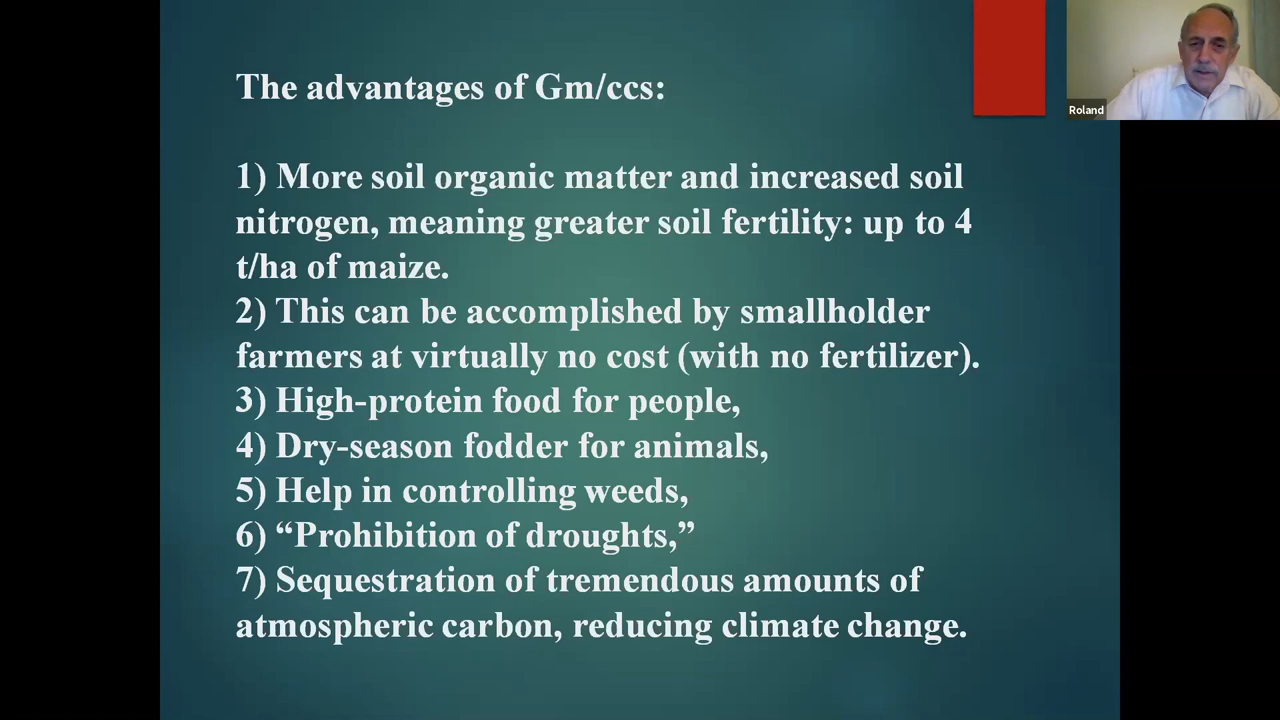 The advantages of Gm/ccs:
1) More soil organic matter and increased soil
nitrogen, meaning greater soil fertility: up to 4
t/ha of maize.
2) This can be accomplished by smallholder
farmers at virtually no cost (with no fertilizer).
3) High-protein food for people,
4) Dry-season fodder for animals,
5) Help in controlling weeds,
6) “Prohibition of droughts,”
7) Sequestration of tremendous amounts of
atmospheric carbon, reducing climate change.
Roland